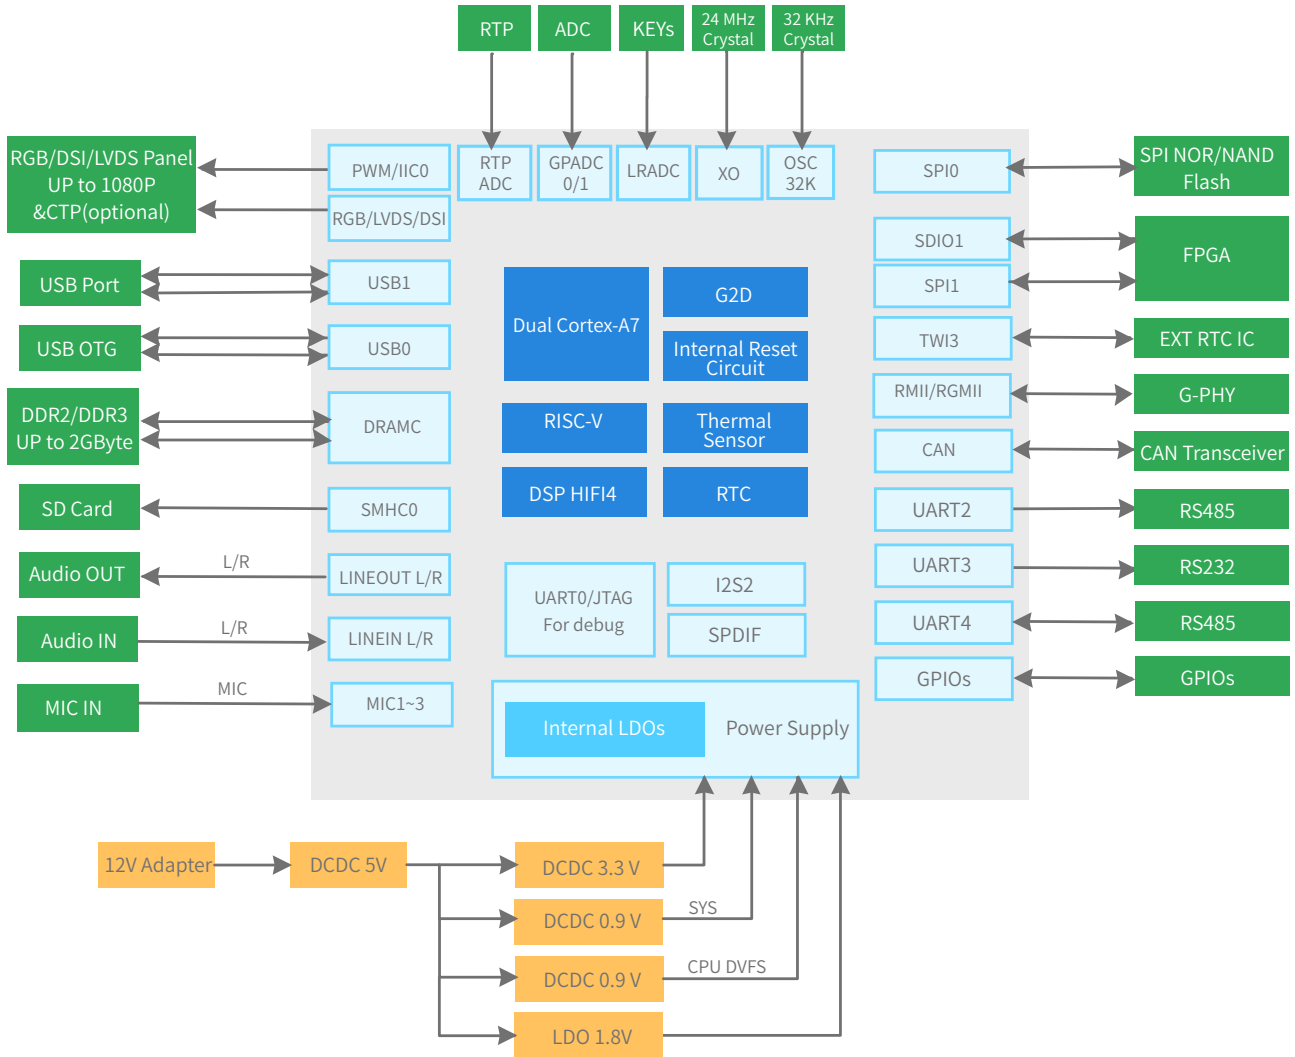 RTP
ADC
KEYs
24 MHz
Crystal
32 KHz
Crystal
RGB/DSI/LVDS Panel
UP to 1080P
&CTP(optional)
USB Port
USB OTG
DDR2/DDR3
UP to 2GByte
SD Card
Audio OUT
Audio IN
MIC IN
L/R
L/R
MIC
PWM/IIC0
RGB/LVDS/DSI
USB1
USB0
DRAMC
SMHC0
LINEOUT L/R
LINEIN L/R
MIC1~3
RTP
ADC
GPADC
0/1
LRADC
XO
OSC
32K
Dual Cortex-A7
G2D
Internal Reset
Circuit
RISC-V
Thermal
Sensor
DSP HIFI4
RTC
UART0/JTAG
For debug
I2S2
SPDIF
Internal LDOs
Power Supply
SPI0
SDIO1
SPI1
TWI3
RMII/RGMII
CAN
UART2
UART3
UART4
GPIOs
SPI NOR/NAND
Flash
FPGA
EXT RTC IC
G-PHY
CAN Transceiver
RS485
RS232
RS485
GPIOs
12V Adapter
DCDC 5V
DCDC 3.3 V
DCDC 0.9 V
SYS
DCDC 0.9 V
CPU DVFS
LDO 1.8V